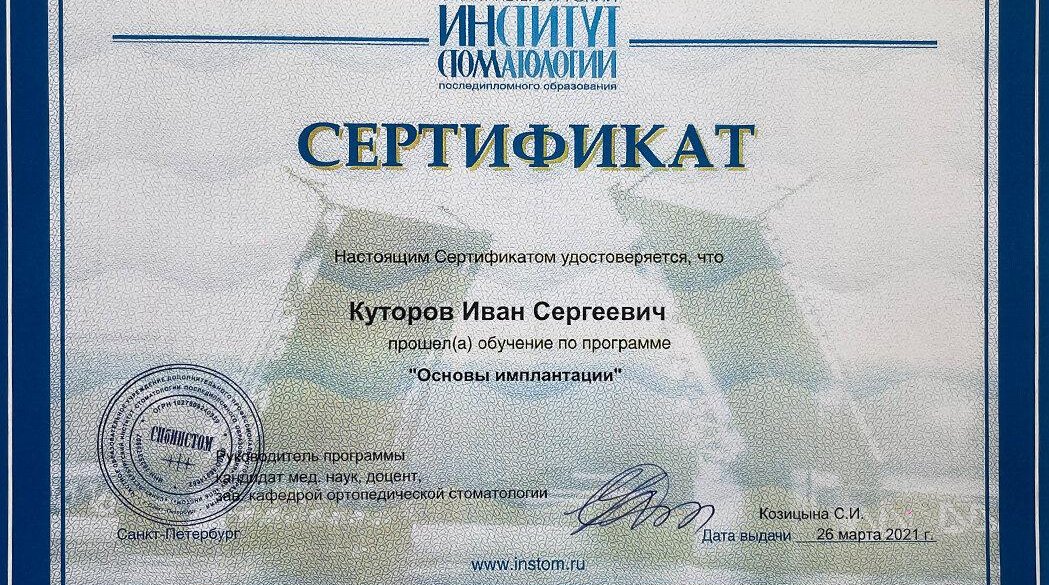 ИНСТИТУТ
СТОМАТОЛОГИИ
последипломного образования
СЕРТИФИКАТ
Настоящим Сертификатом удостоверяется, что
Куторов Иван Сергеевич
прошел(а) обучение по программе
"Основы имплантации"
СПбИНСТОМ
Руководитель программы
кандидат мед. наук, доцент,
зав. кафедрой ортопедической стоматологии
Козицына С.И.
Санкт-Петербург
Дата выдачи 26 марта 2021 г.
www.instom.ru